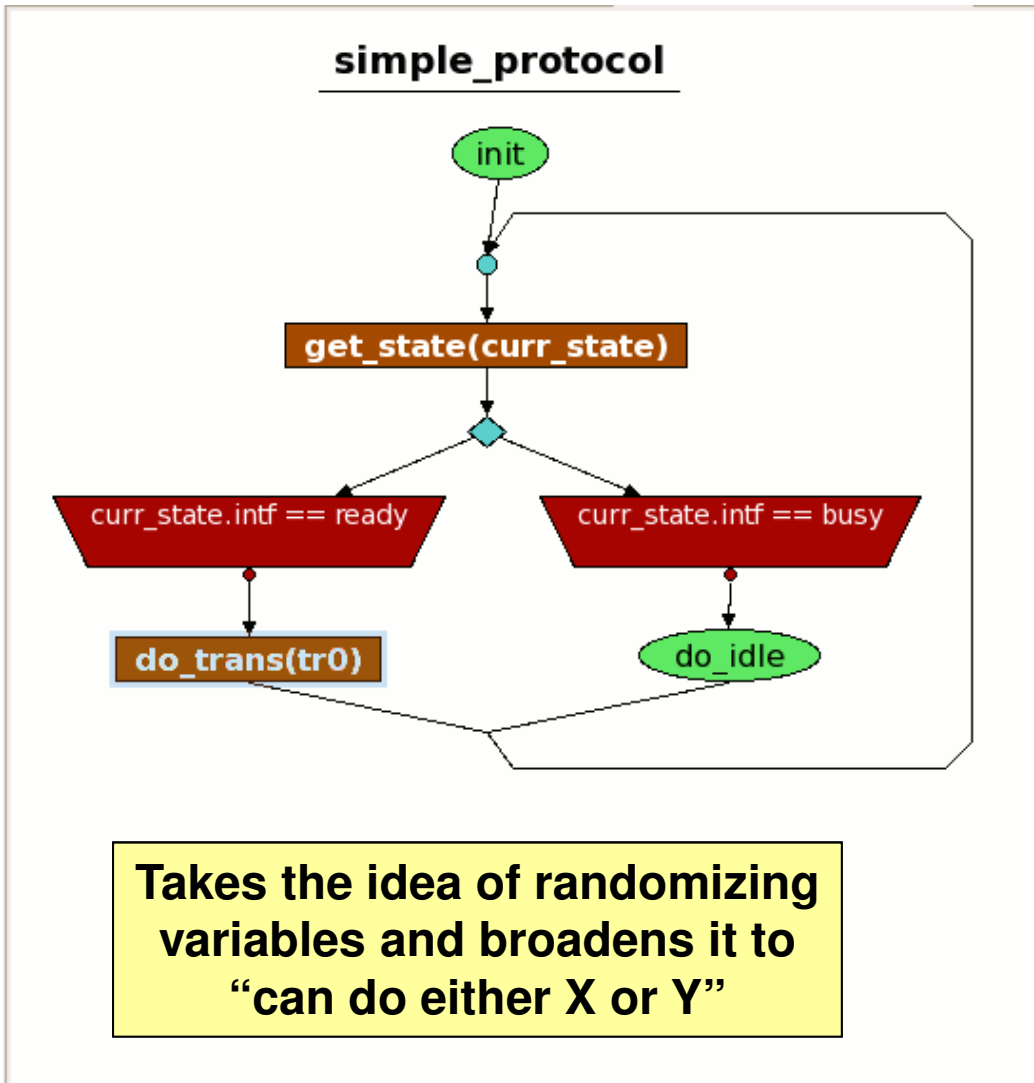 simple_protocol
init
get_state(curr_state)
curr_state.intf == ready
curr_state.intf == busy
do_trans(tr0)
do_idle
Takes the idea of randomizing
variables and broadens it to
“can do either X or Y”